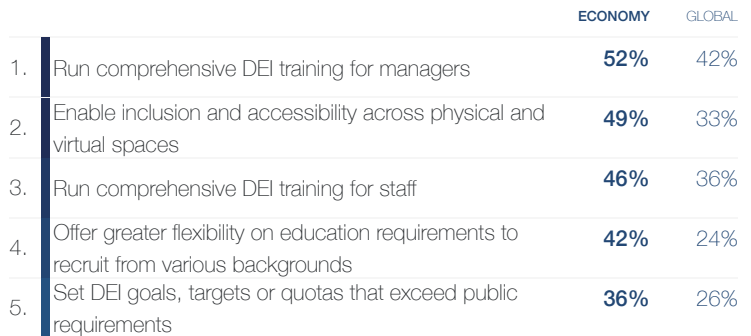 ECONOMY GLOBAL
1. Run comprehensive DEI training for managers 52% 42%
2. Enable inclusion and accessibility across physical and
virtual spaces 49% 33%
3. Run comprehensive DEI training for staff 46% 36%
4. Offer greater flexibility on education requirements to
recruit from various backgrounds 42% 24%
5. Set DEI goals, targets or quotas that exceed public
requirements 36% 26%